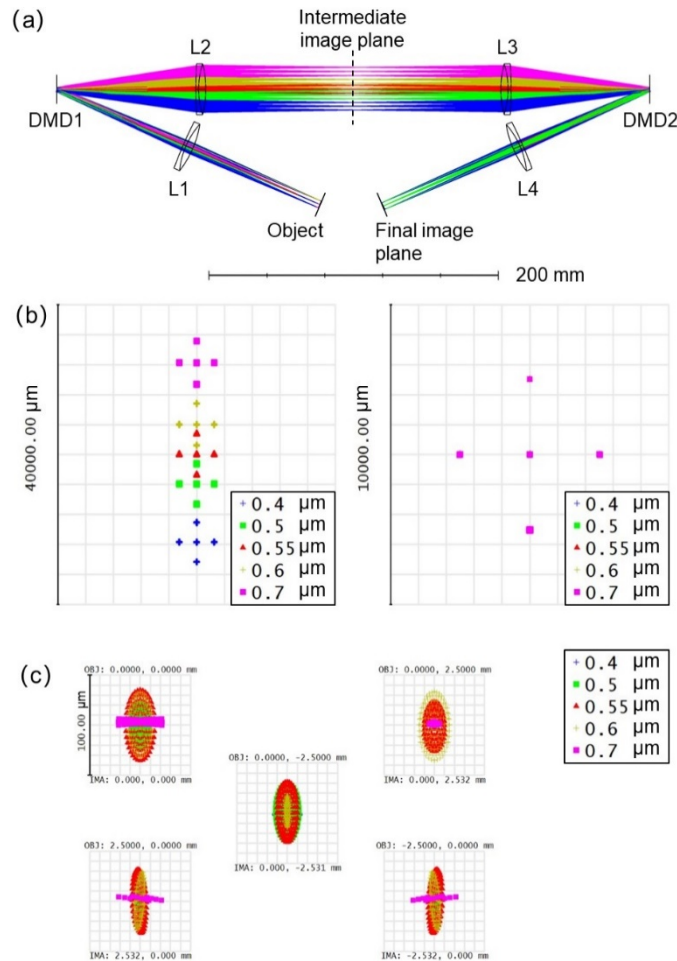 (a)
Intermediate
image plane
L2
L3
DMD1
DMD2
L1
L4
Object
Final image
plane
200 mm
(b)
40000.00 µm
0.4 µm
0.5 µm
0.55 µm
0.6 µm
0.7 µm
10000.00 µm
0.4 µm
0.5 µm
0.55 µm
0.6 µm
0.7 µm
(c)
OBJ: 0.0000, 0.0000 mm
100.00 µm
IMA: 0.000, 0.000 mm
OBJ: 0.0000, -2.5000 mm
IMA: 0.000, -2.531 mm
OBJ: 0.0000, 2.5000 mm
IMA: 0.000, 2.532 mm
0.4 µm
0.5 µm
0.55 µm
0.6 µm
0.7 µm
OBJ: 2.5000, 0.0000 mm
IMA: 2.532, 0.000 mm
OBJ: -2.5000, 0.0000 mm
IMA: -2.532, 0.000 mm